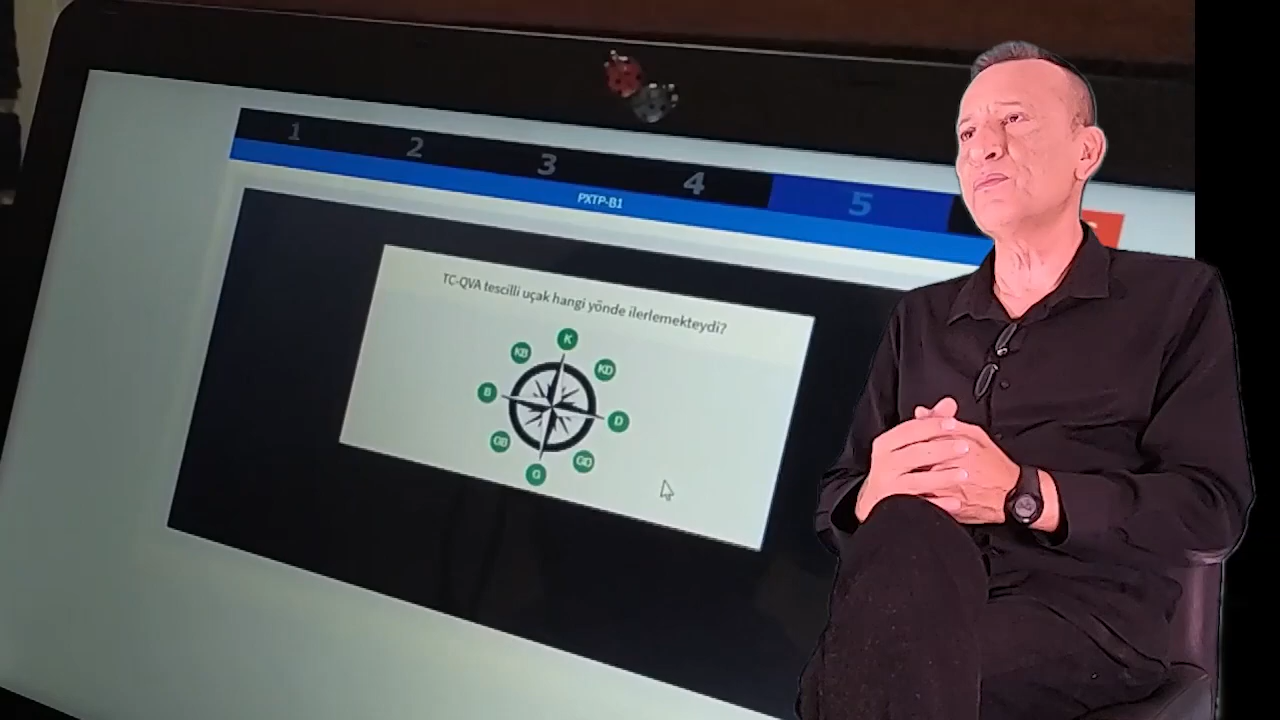 1 2 3 4 5
PXTP-B1
TC-QVA tescilli uçak hangi yönde ilerlemekteydi?
K
KB
KD
B
D
GB
GD
G